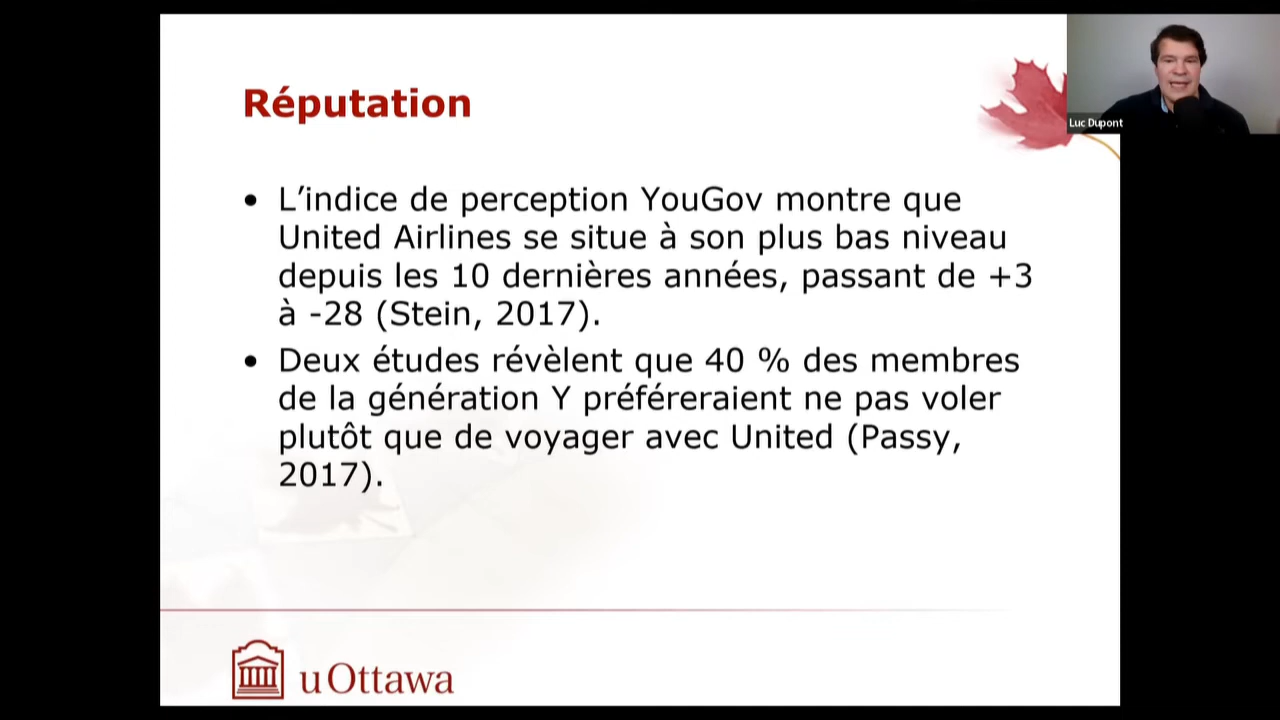 Réputation
Luc Dupont
• L’indice de perception YouGov montre que
United Airlines se situe à son plus bas niveau
depuis les 10 dernières années, passant de +3
à -28 (Stein, 2017).
• Deux études révèlent que 40 % des membres
de la génération Y préféreraient ne pas voler
plutôt que de voyager avec United (Passy,
2017).
uOttawa